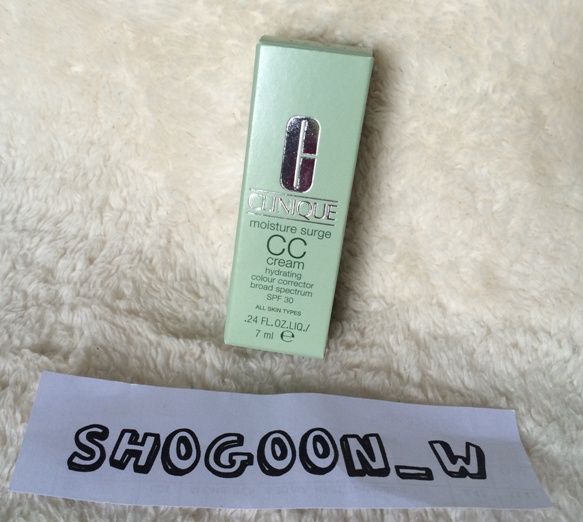 CLINIQUE
moisture surge
CC
cream
hydrating
colour corrector
broad spectrum
SPF 30
ALL SKIN TYPES
.24 FL.OZ.LIQ./
7 ml ℮
SHOGOON_W